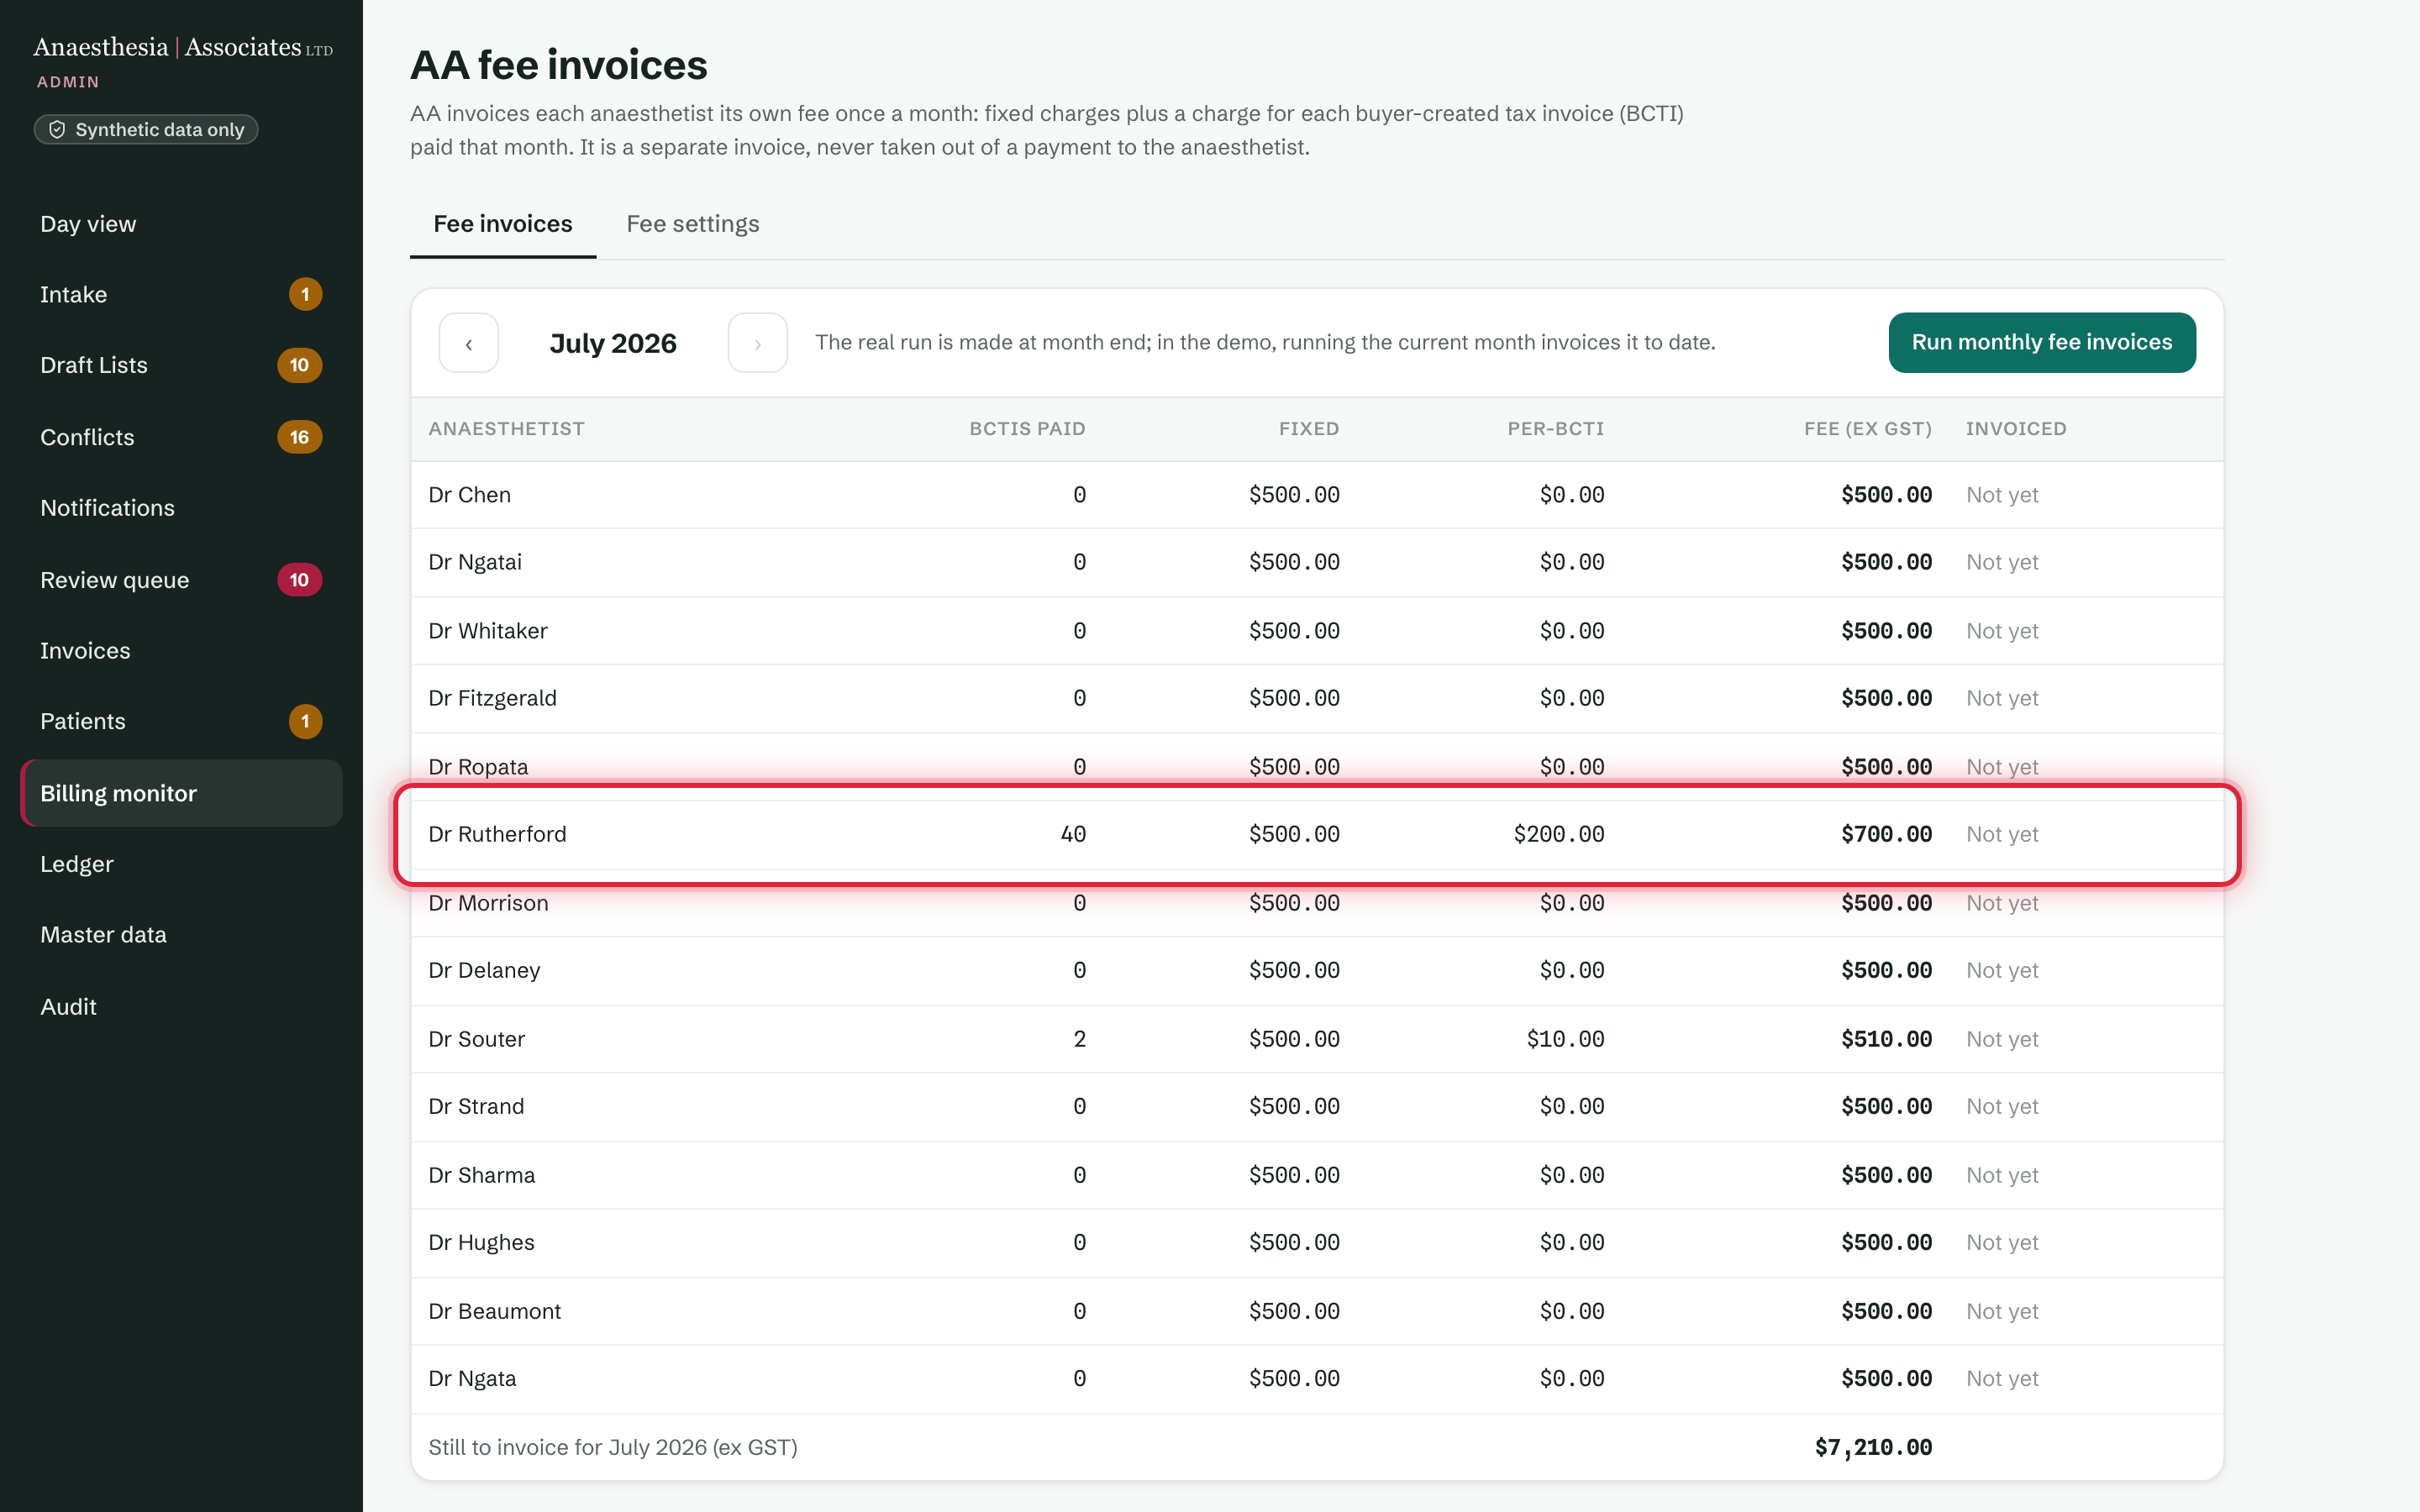 Anaesthesia | Associates LTD
ADMIN
Synthetic data only
Day view
Intake 1
Draft Lists 10
Conflicts 16
Notifications
Review queue 10
Invoices
Patients 1
Billing monitor
Ledger
Master data
Audit
AA fee invoices
AA invoices each anaesthetist its own fee once a month: fixed charges plus a charge for each buyer-created tax invoice (BCTI)
paid that month. It is a separate invoice, never taken out of a payment to the anaesthetist.
Fee invoices Fee settings
‹ July 2026 › The real run is made at month end; in the demo, running the current month invoices it to date. Run monthly fee invoices
ANAESTHETIST BCTIS PAID FIXED PER-BCTI FEE (EX GST) INVOICED
Dr Chen 0 $500.00 $0.00 $500.00 Not yet
Dr Ngatai 0 $500.00 $0.00 $500.00 Not yet
Dr Whitaker 0 $500.00 $0.00 $500.00 Not yet
Dr Fitzgerald 0 $500.00 $0.00 $500.00 Not yet
Dr Ropata 0 $500.00 $0.00 $500.00 Not yet
Dr Rutherford 40 $500.00 $200.00 $700.00 Not yet
Dr Morrison 0 $500.00 $0.00 $500.00 Not yet
Dr Delaney 0 $500.00 $0.00 $500.00 Not yet
Dr Souter 2 $500.00 $10.00 $510.00 Not yet
Dr Strand 0 $500.00 $0.00 $500.00 Not yet
Dr Sharma 0 $500.00 $0.00 $500.00 Not yet
Dr Hughes 0 $500.00 $0.00 $500.00 Not yet
Dr Beaumont 0 $500.00 $0.00 $500.00 Not yet
Dr Ngata 0 $500.00 $0.00 $500.00 Not yet
Still to invoice for July 2026 (ex GST) $7,210.00